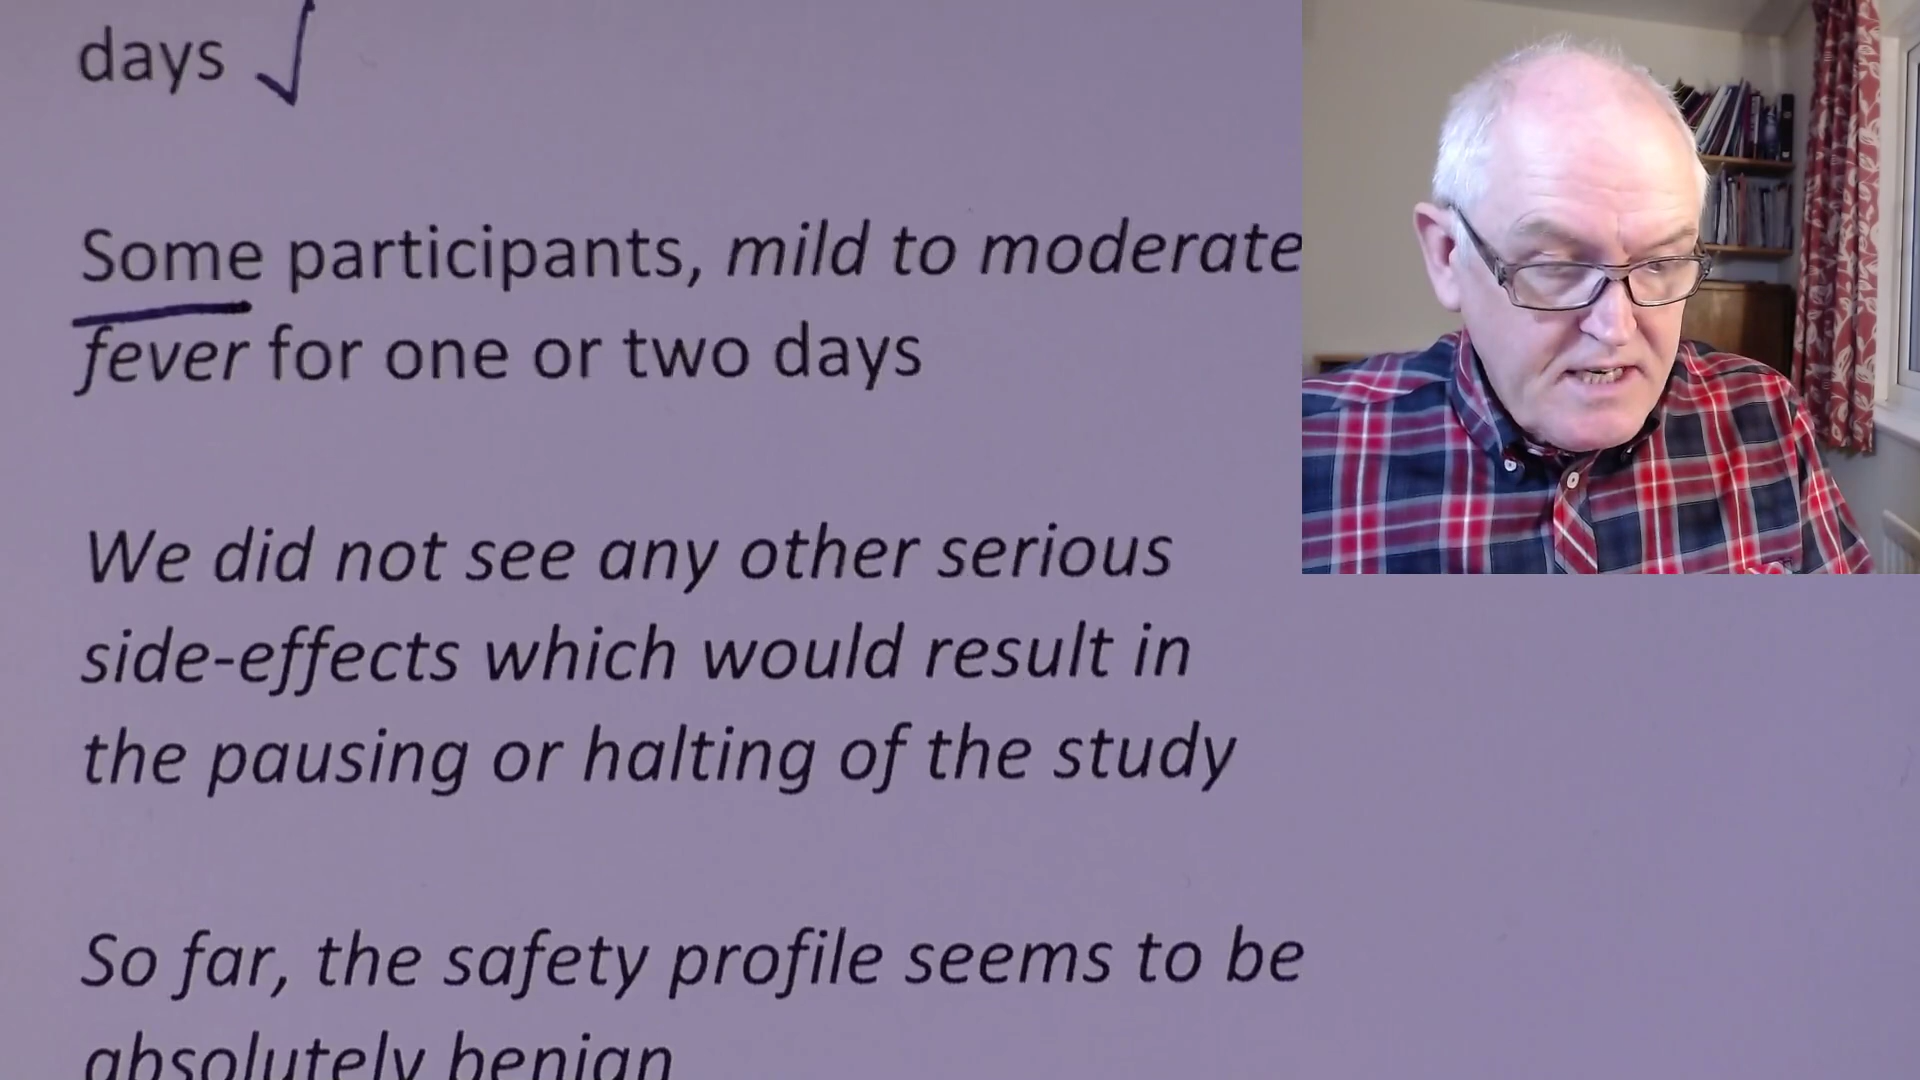 days
Some participants, mild to moderate
fever for one or two days
We did not see any other serious
side-effects which would result in
the pausing or halting of the study
So far, the safety profile seems to be
absolutely benign